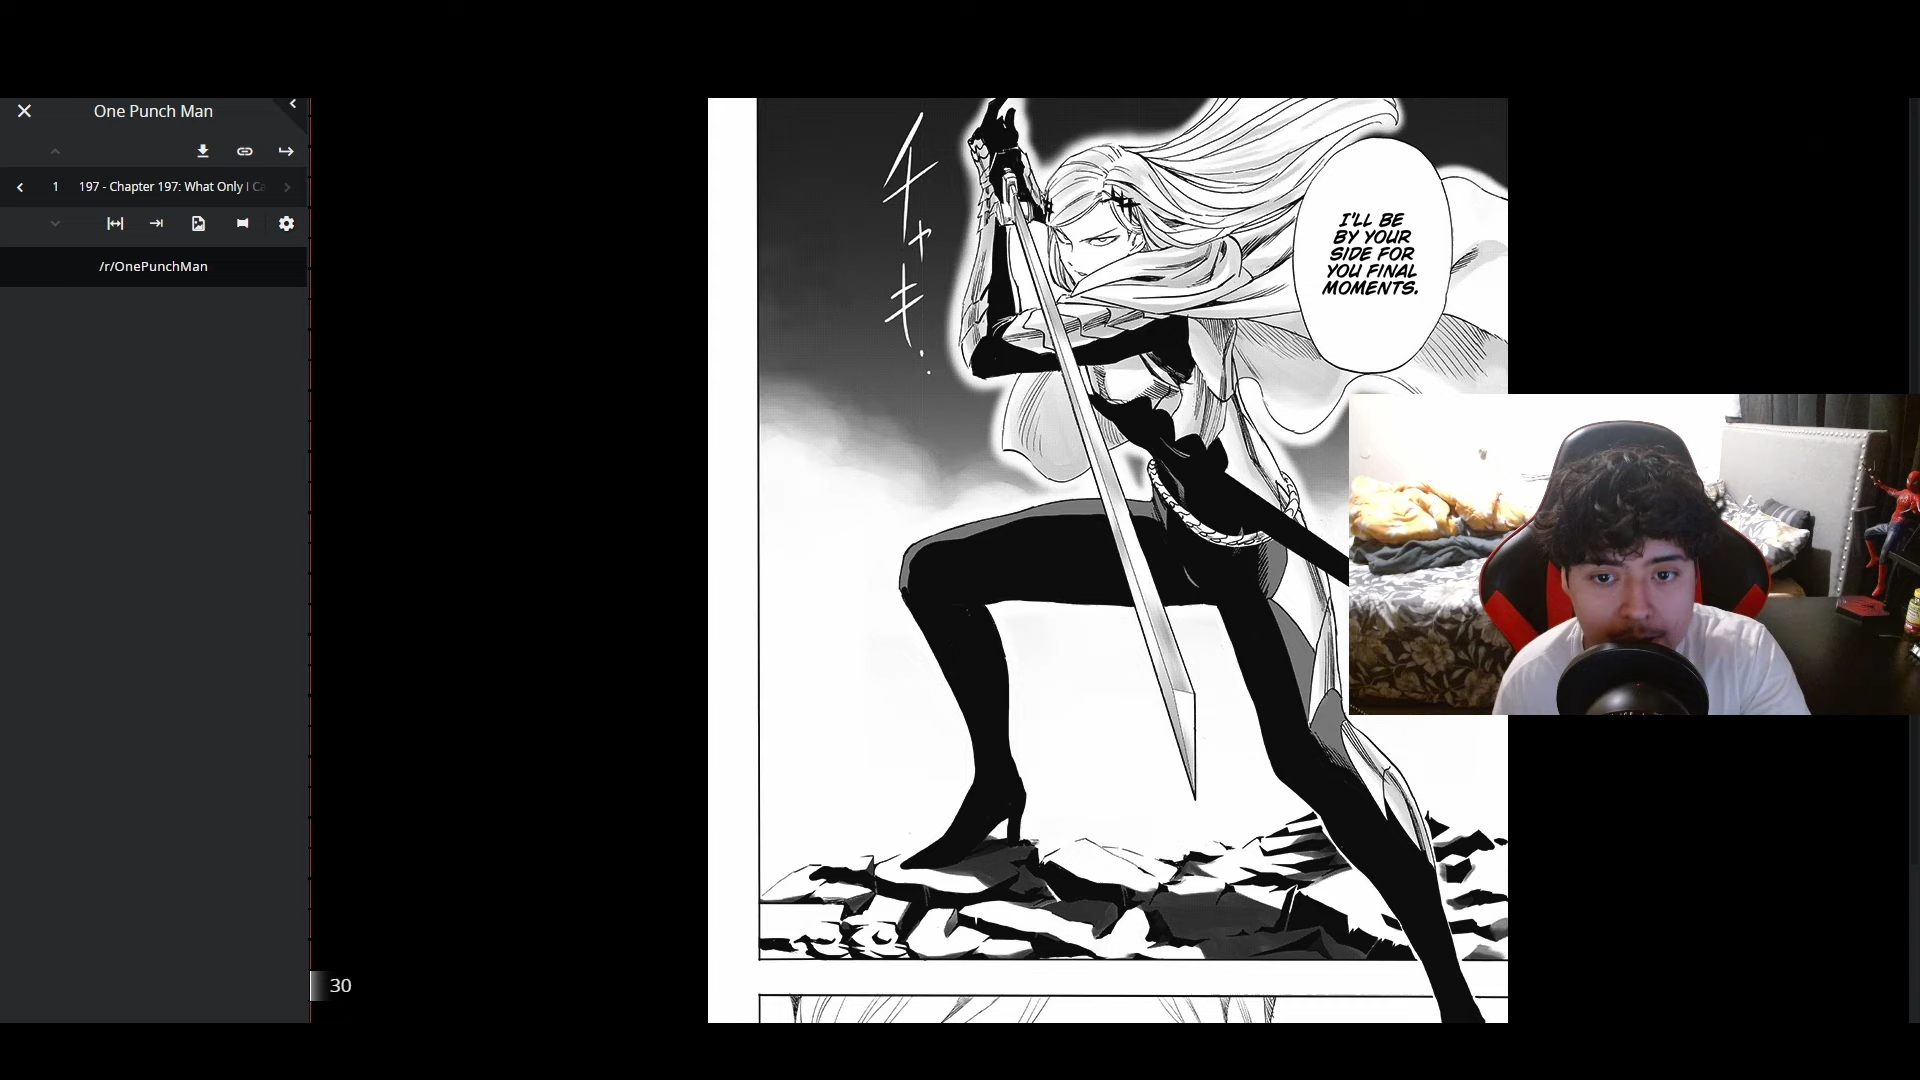 One Punch Man
1 197 - Chapter 197: What Only I Ca
/r/OnePunchMan
チャキ.
I'LL BE
BY YOUR
SIDE FOR
YOU FINAL
MOMENTS.
30